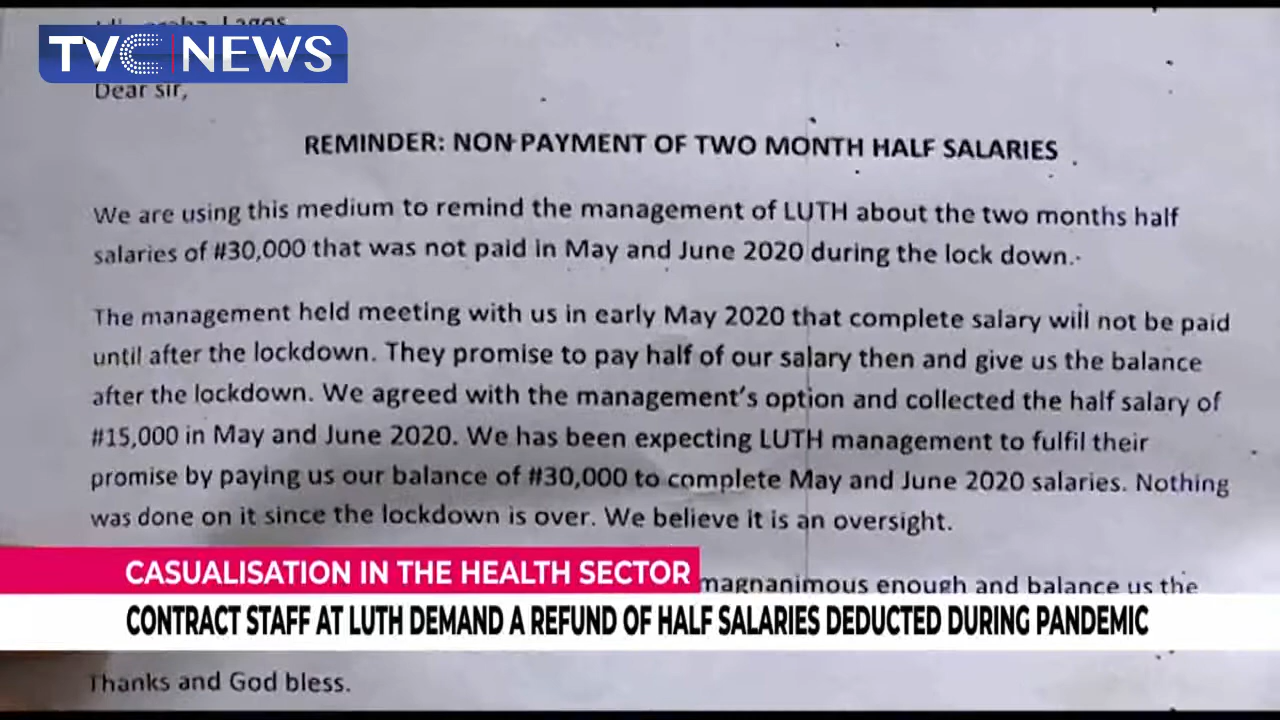 TVC NEWS
Lagos
Dear sir,
REMINDER: NON-PAYMENT OF TWO MONTH HALF SALARIES
We are using this medium to remind the management of LUTH about the two months half
salaries of #30,000 that was not paid in May and June 2020 during the lock down.
The management held meeting with us in early May 2020 that complete salary will not be paid
until after the lockdown. They promise to pay half of our salary then and give us the balance
after the lockdown. We agreed with the management's option and collected the half salary of
#15,000 in May and June 2020. We has been expecting LUTH management to fulfil their
promise by paying us our balance of #30,000 to complete May and June 2020 salaries. Nothing
was done on it since the lockdown is over. We believe it is an oversight.
magnanimous enough and balance us the
CASUALISATION IN THE HEALTH SECTOR
CONTRACT STAFF AT LUTH DEMAND A REFUND OF HALF SALARIES DEDUCTED DURING PANDEMIC
Thanks and God bless.